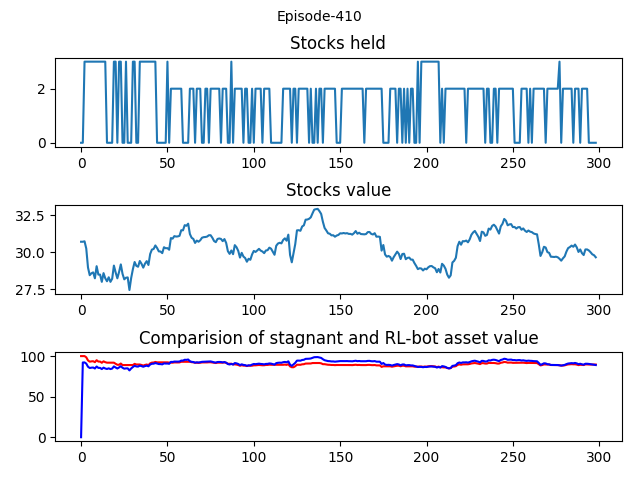 Episode-410
Stocks held
2
0
0 50 100 150 200 250 300
Stocks value
32.5
30.0
27.5
0 50 100 150 200 250 300
Comparision of stagnant and RL-bot asset value
100
50
0
0 50 100 150 200 250 300